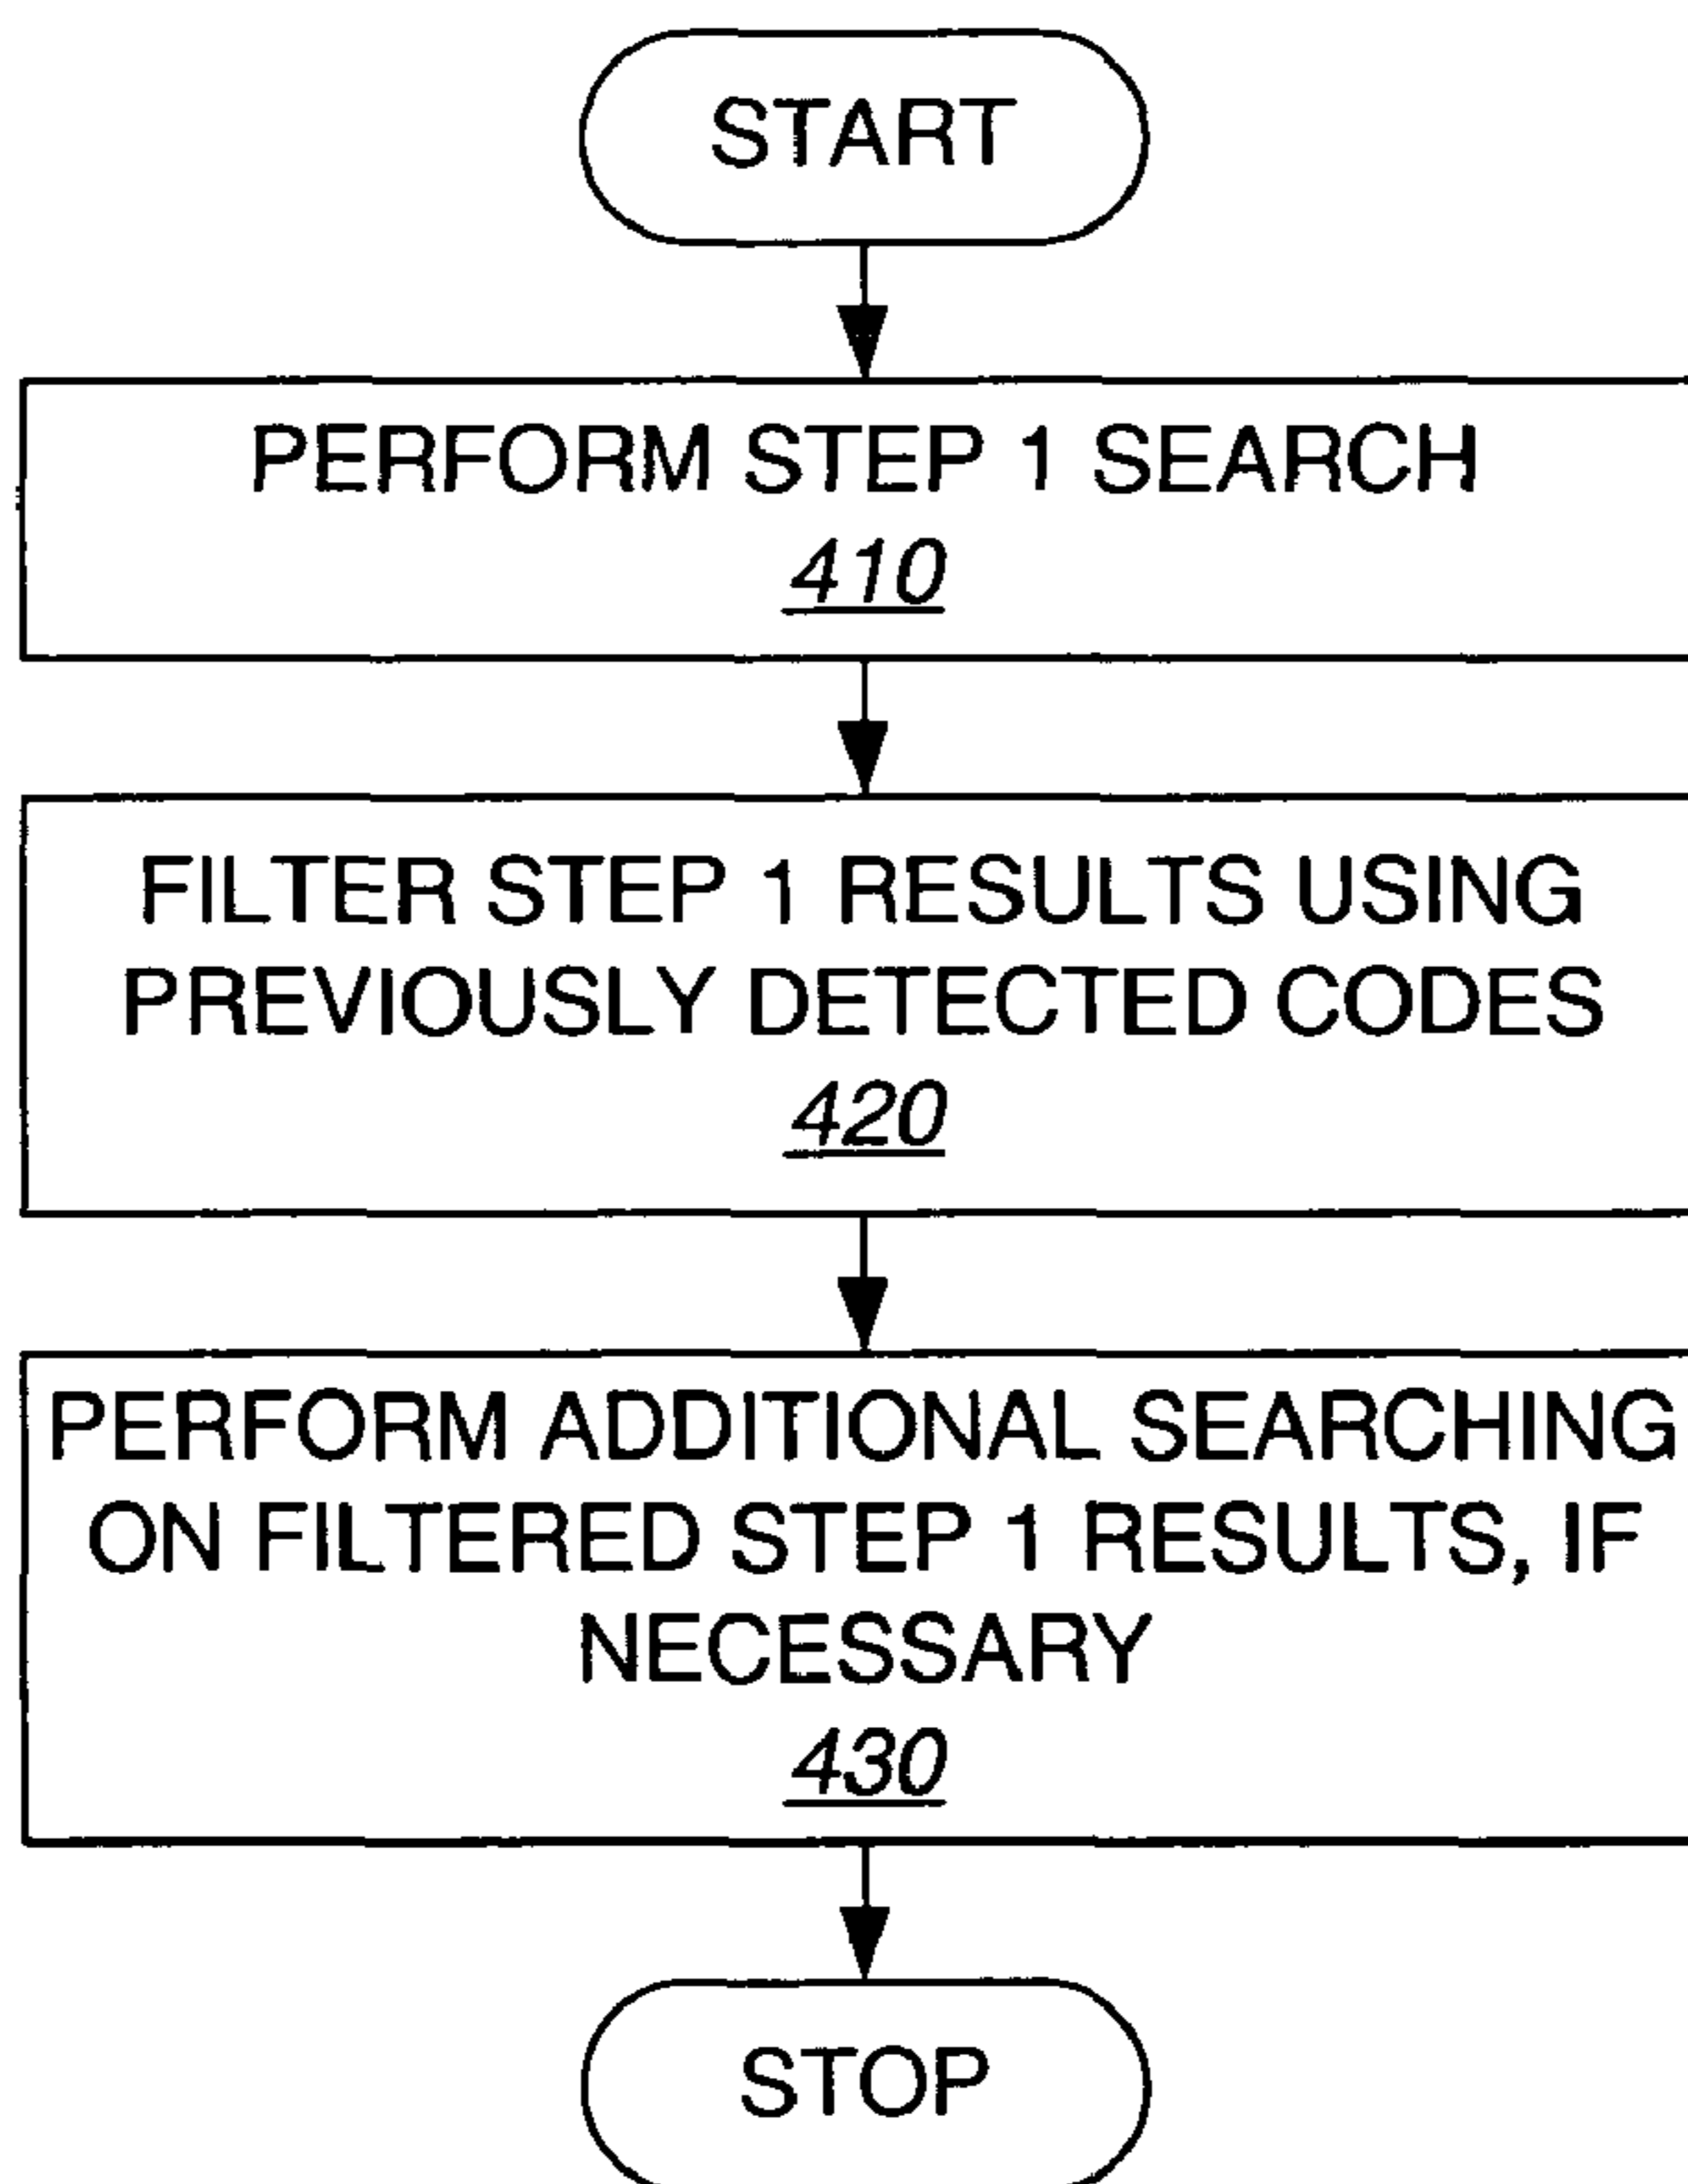 START
PERFORM STEP 1 SEARCH
410
FILTER STEP 1 RESULTS USING
PREVIOUSLY DETECTED CODES
420
PERFORM ADDITIONAL SEARCHING
ON FILTERED STEP 1 RESULTS, IF
NECESSARY
430
STOP